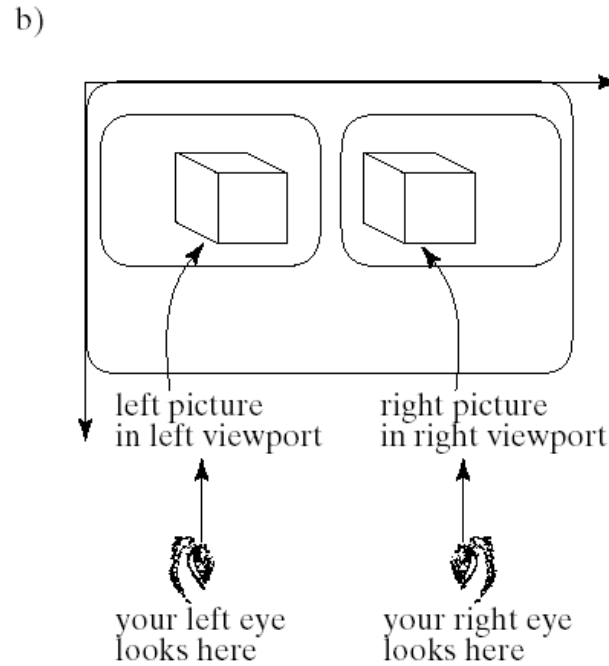 b)
left picture
in left viewport
right picture
in right viewport
your left eye
looks here
your right eye
looks here